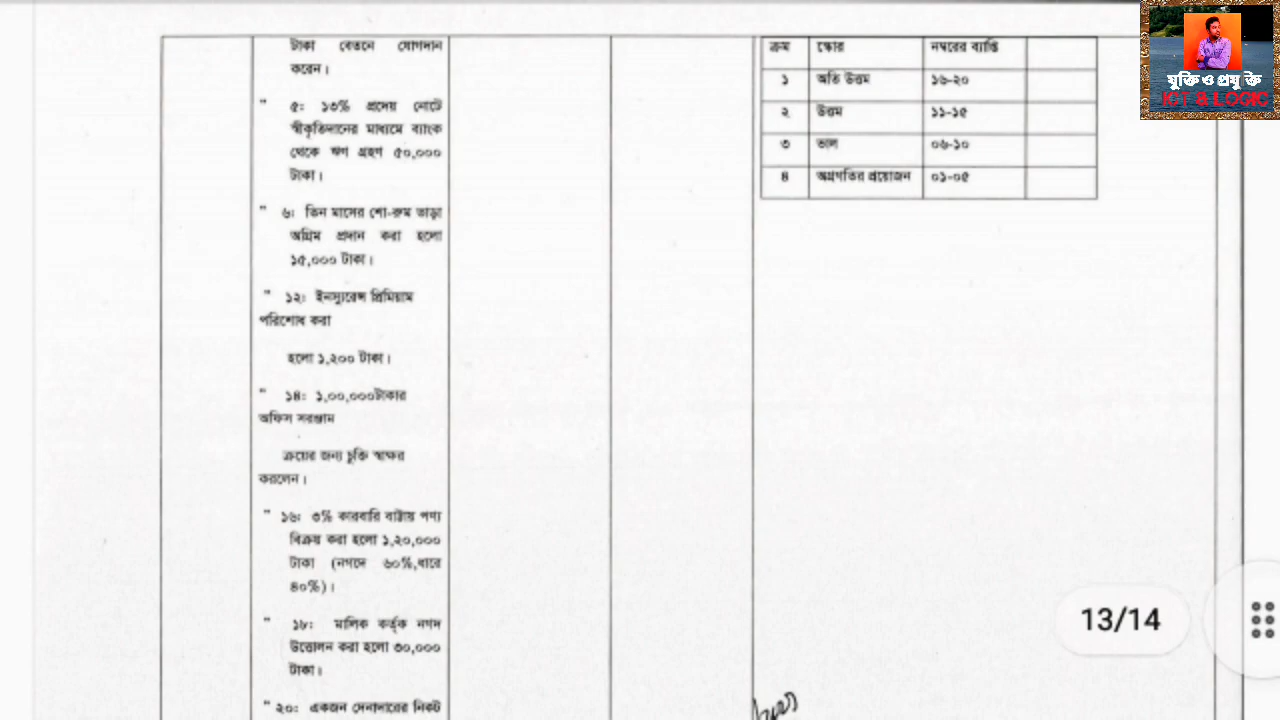 টাকা বেতনে যোগদান
করেন।
" ৫: ১৩% প্রদেয় নোটে
স্বীকৃতিদানের মাধ্যমে ব্যাংক
থেকে ঋণ গ্রহণ ৫০,০০০
টাকা।
" ৬: তিন মাসের শো-রুম ভাড়া
অগ্রিম প্রদান করা হলো
১৫,০০০ টাকা।
" ১২: ইনস্যুরেন্স প্রিমিয়াম
পরিশোধ করা
হলো ১,২০০ টাকা।
" ১৪: ১,০০,০০০টাকার
অফিস সরঞ্জাম
ক্রয়ের জন্য চুক্তি স্বাক্ষর
করলেন।
" ১৬: ৩% কারবারি বাট্টায় পণ্য
বিক্রয় করা হলো ১,২০,০০০
টাকা (নগদে ৬০%,ধারে
৪০%)।
" ১৮: মালিক কর্তৃক নগদ
উত্তোলন করা হলো ৩০,০০০
টাকা।
" ২০: একজন দেনাদারের নিকট
ক্রম স্কোর নম্বরের ব্যাপ্তি
১ অতি উত্তম ১৬-২০
২ উত্তম ১১-১৫
৩ ভাল ০৬-১০
৪ অগ্রগতির প্রয়োজন ০১-০৫
যুক্তি ও প্রযুক্তি
ICT & LOGIC
13/14